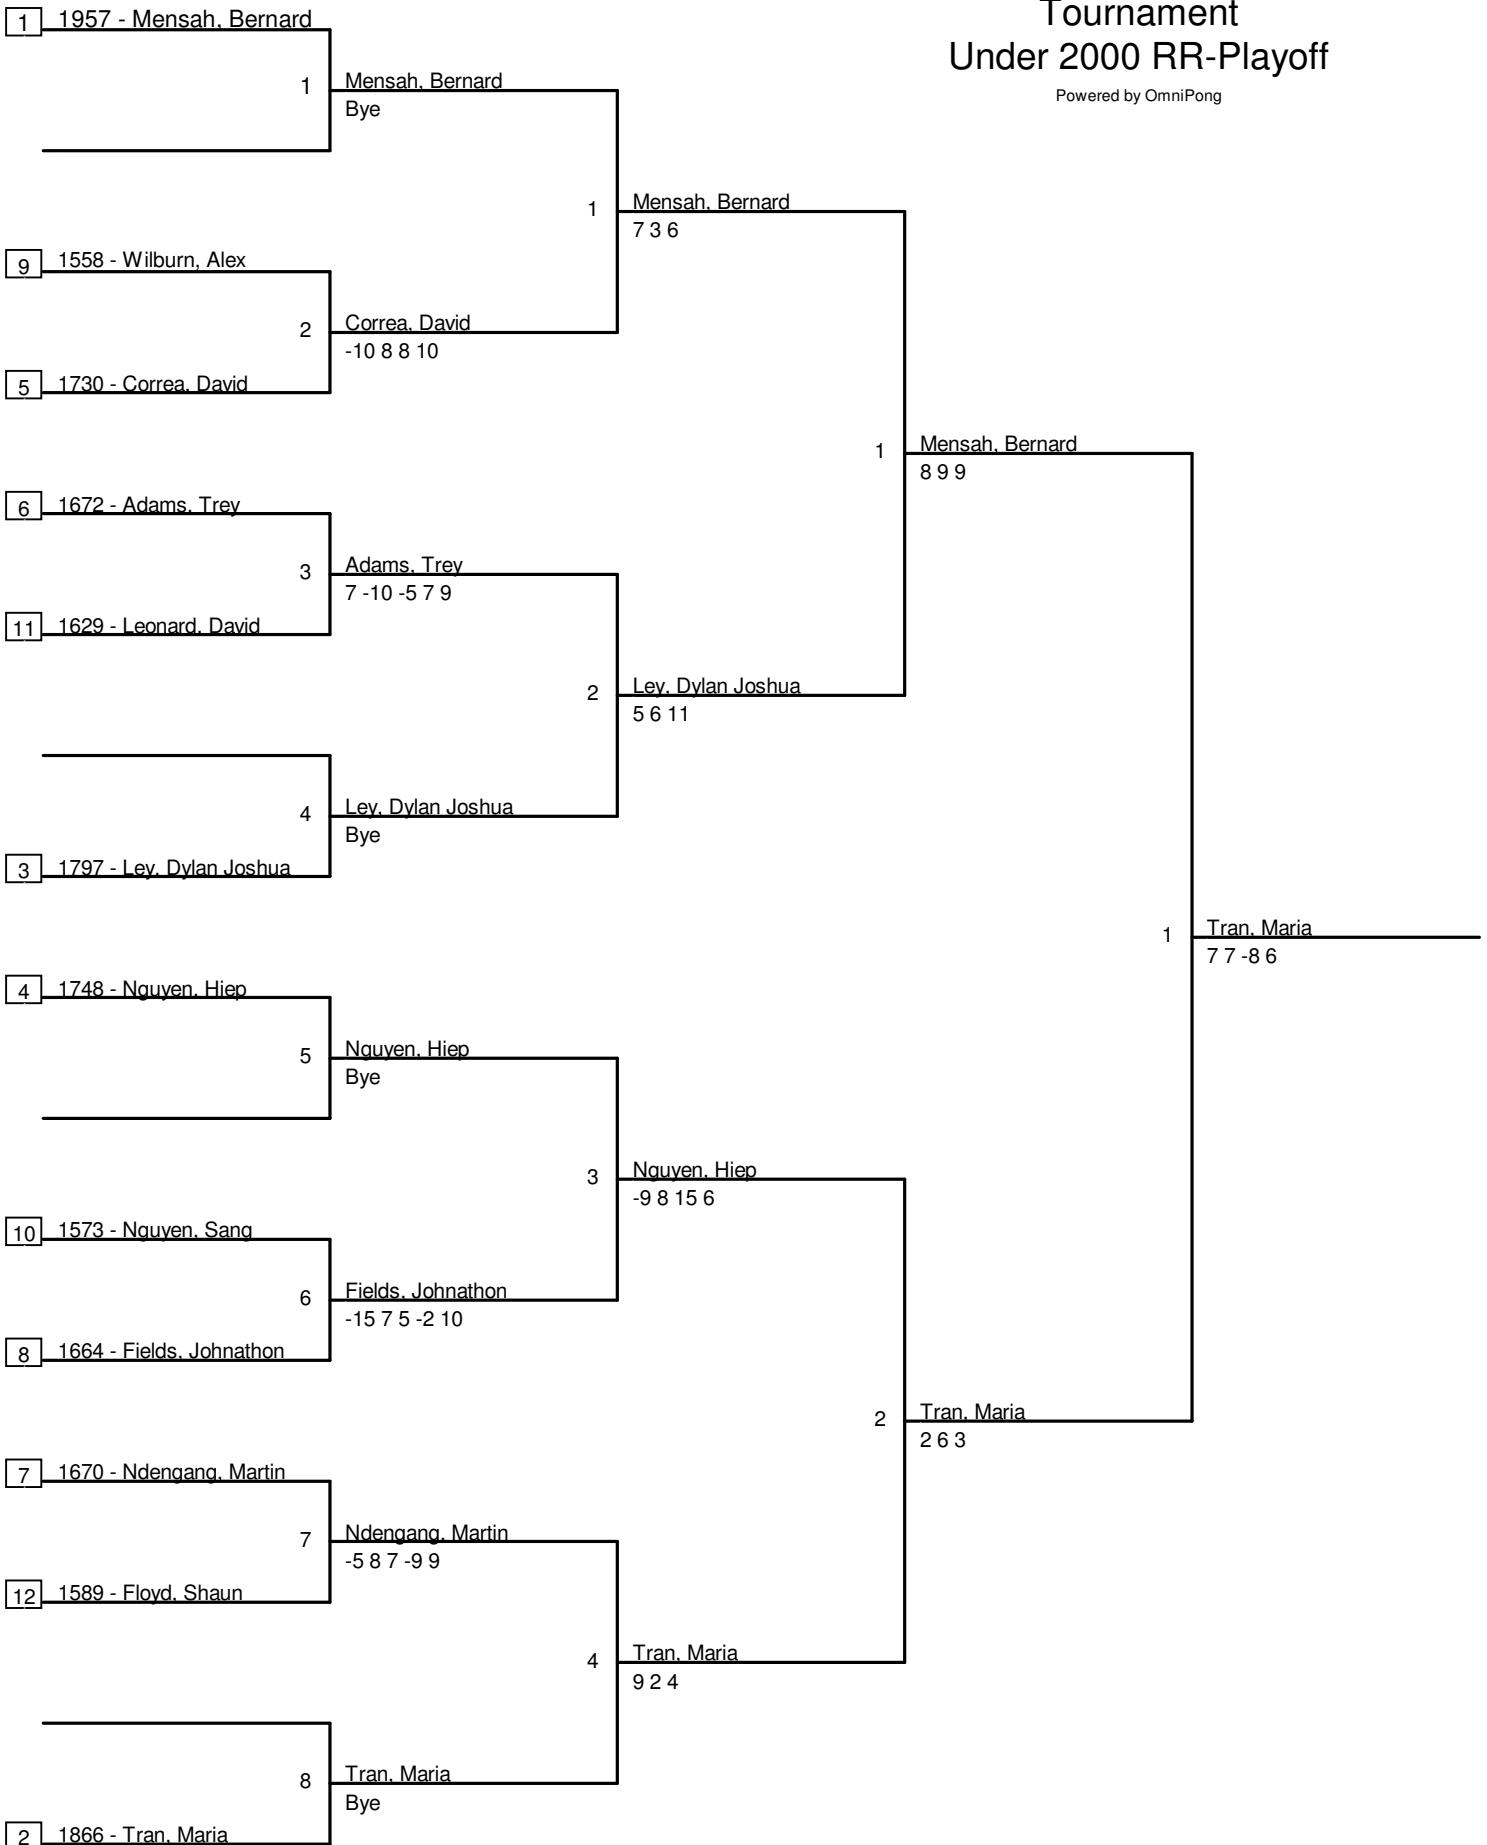 Tournament
Under 2000 RR-Playoff
Powered by OmniPong
1 1957 - Mensah, Bernard
1 Mensah, Bernard
Bye
1 Mensah, Bernard
7 3 6
9 1558 - Wilburn, Alex
2 Correa, David
-10 8 8 10
5 1730 - Correa, David
1 Mensah, Bernard
8 9 9
6 1672 - Adams, Trey
3 Adams, Trey
7 -10 -5 7 9
11 1629 - Leonard, David
2 Ley, Dylan Joshua
5 6 11
4 Ley, Dylan Joshua
Bye
3 1797 - Ley, Dylan Joshua
1 Tran, Maria
7 7 -8 6
4 1748 - Nguyen, Hiep
5 Nguyen, Hiep
Bye
3 Nguyen, Hiep
-9 8 15 6
10 1573 - Nguyen, Sang
6 Fields, Johnathon
-15 7 5 -2 10
8 1664 - Fields, Johnathon
2 Tran, Maria
2 6 3
7 1670 - Ndengang, Martin
7 Ndengang, Martin
-5 8 7 -9 9
12 1589 - Floyd, Shaun
4 Tran, Maria
9 2 4
8 Tran, Maria
Bye
2 1866 - Tran, Maria